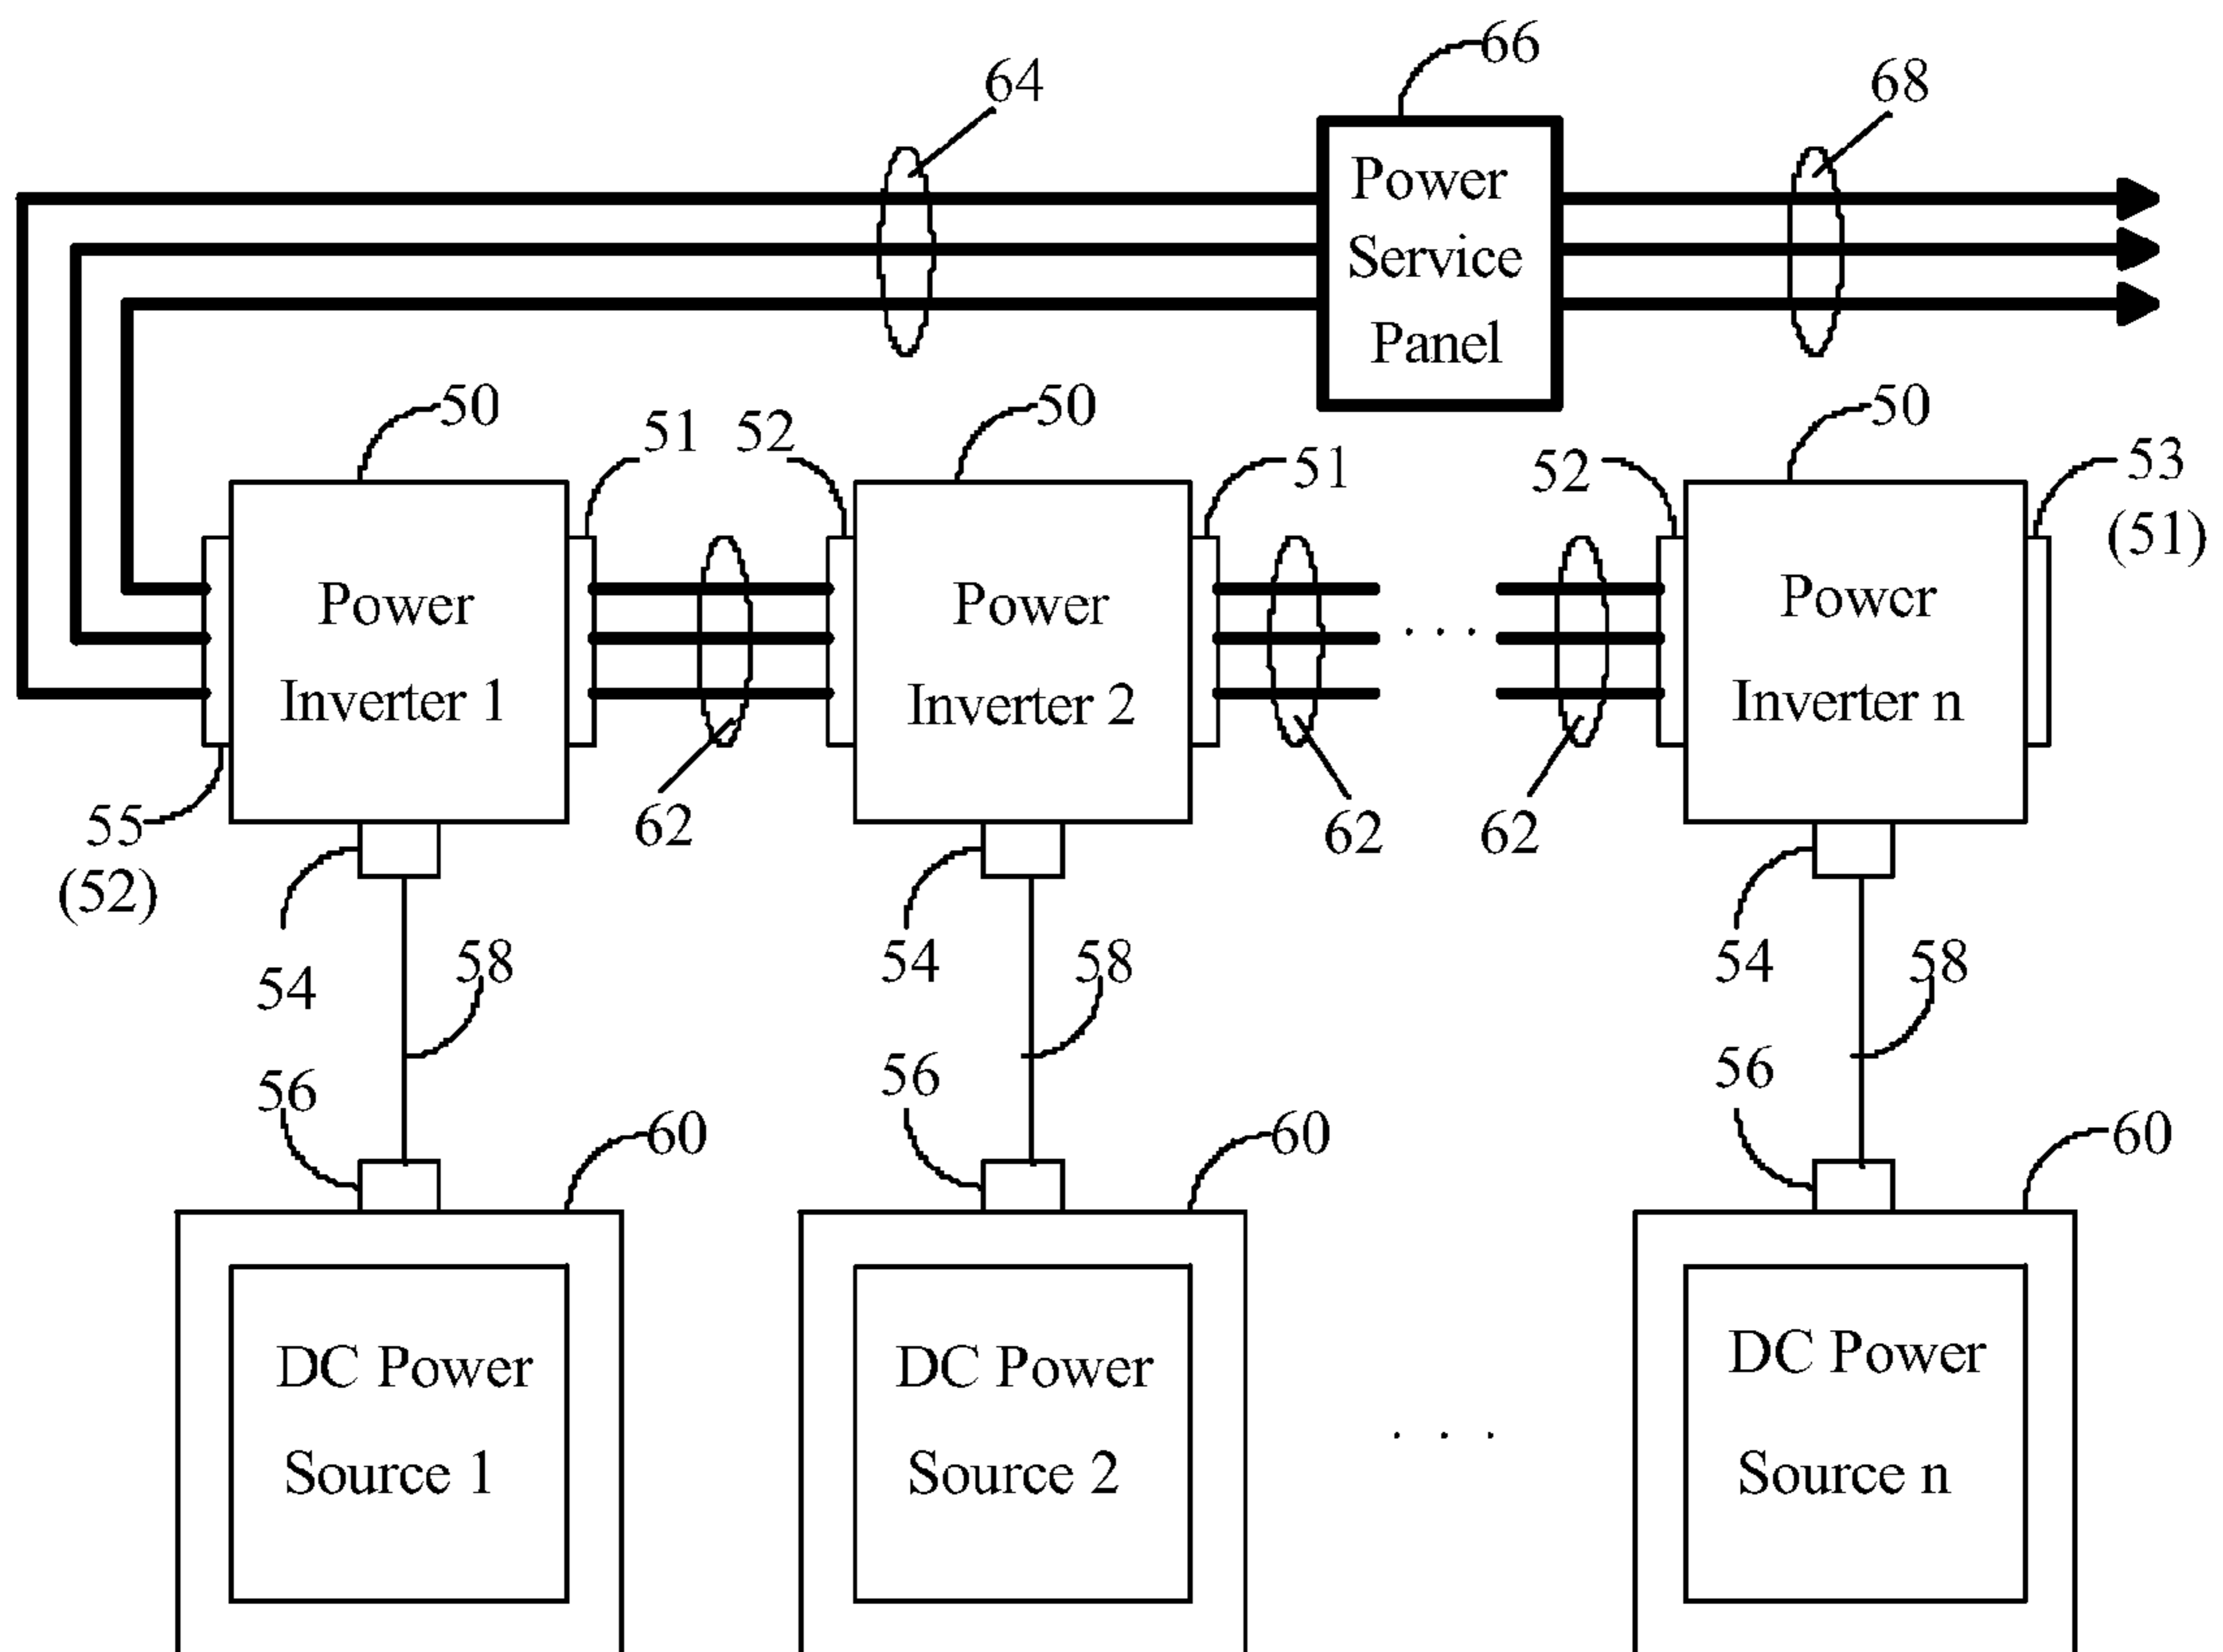 66
64
68
Power
Service
Panel
50
51
52
50
51
52
50
53
(51)
Power
Inverter 1
Power
Inverter 2
. . .
Power
Inverter n
55
(52)
62
62
62
54
58
54
58
54
58
56
60
56
60
56
60
DC Power
Source 1
DC Power
Source 2
. . .
DC Power
Source n